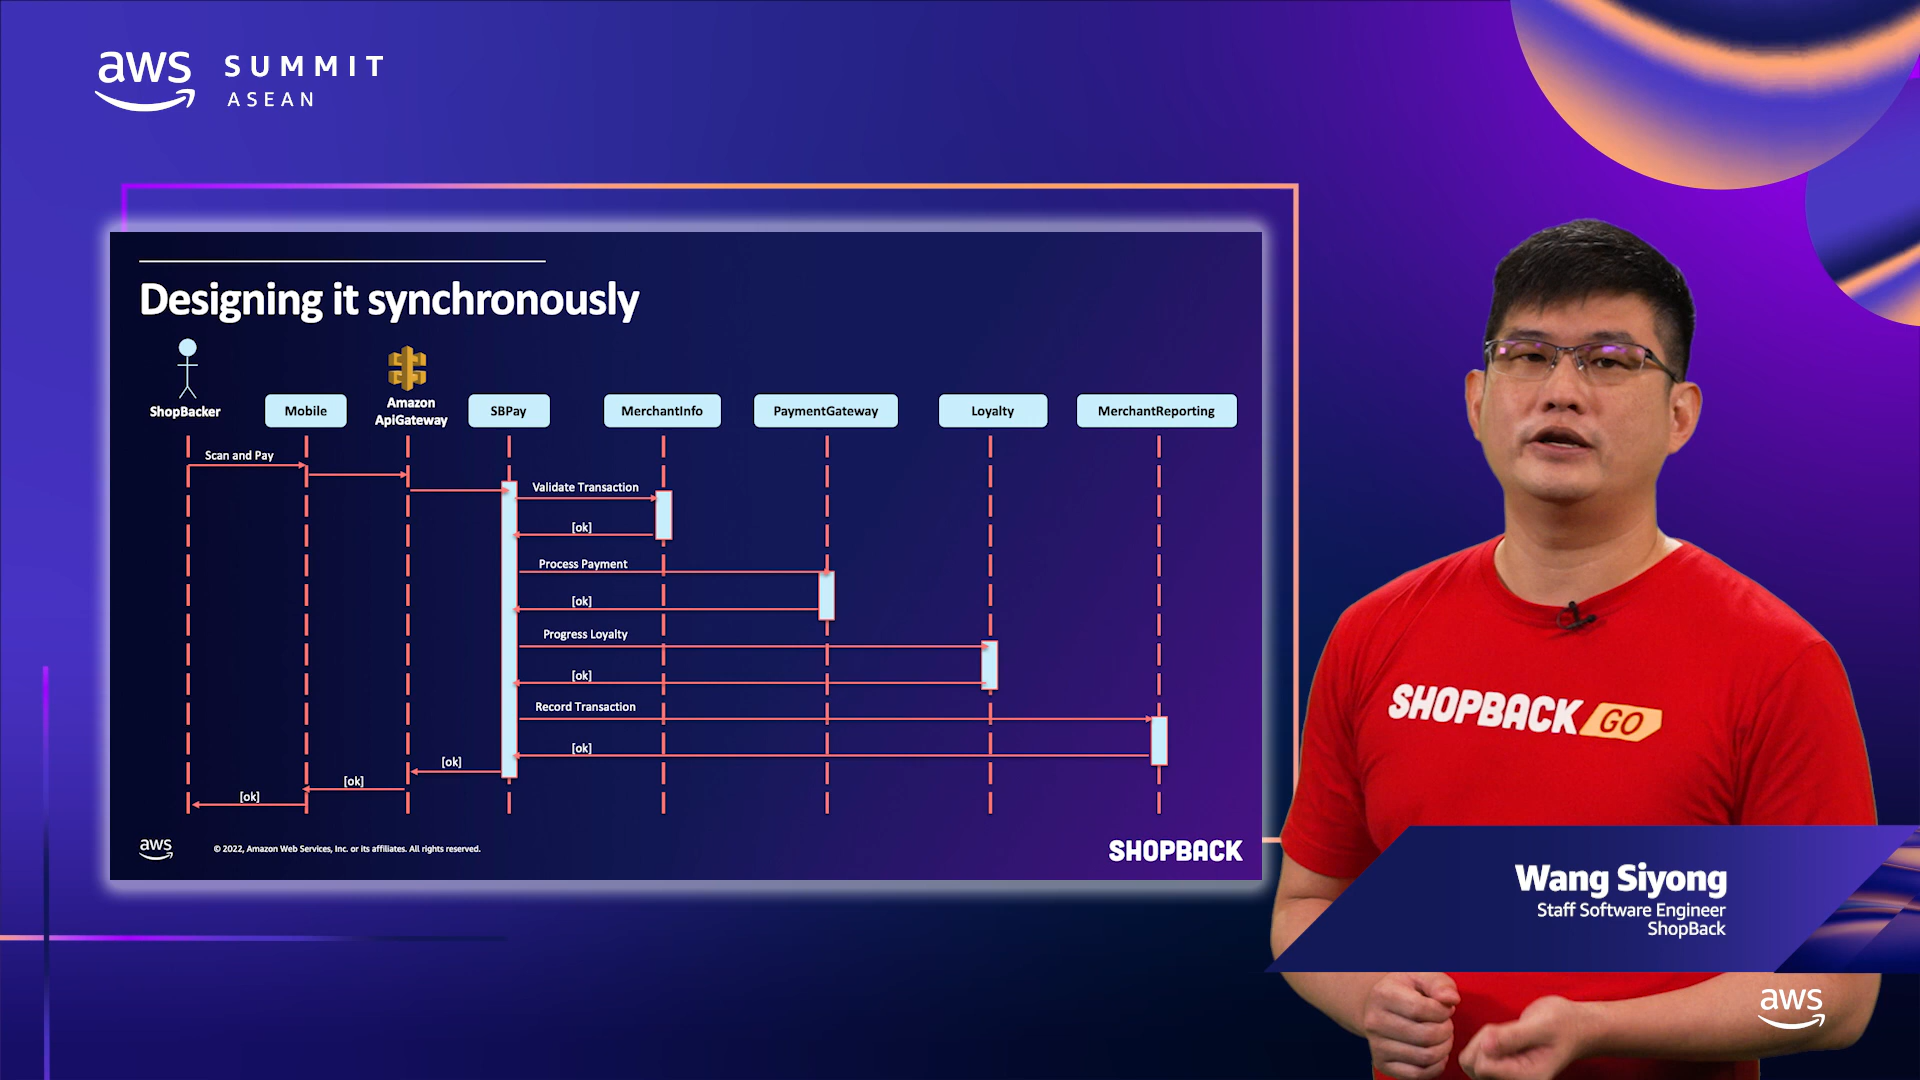 aws SUMMIT
ASEAN
Designing it synchronously
ShopBacker
Mobile
Amazon
ApiGateway
SBPay
MerchantInfo
PaymentGateway
Loyalty
MerchantReporting
Scan and Pay
Validate Transaction
[ok]
Process Payment
[ok]
Progress Loyalty
[ok]
Record Transaction
[ok]
[ok]
[ok]
[ok]
aws
© 2022, Amazon Web Services, Inc. or its affiliates. All rights reserved.
SHOPBACK
SHOPBACK GO
Wang Siyong
Staff Software Engineer
ShopBack
aws